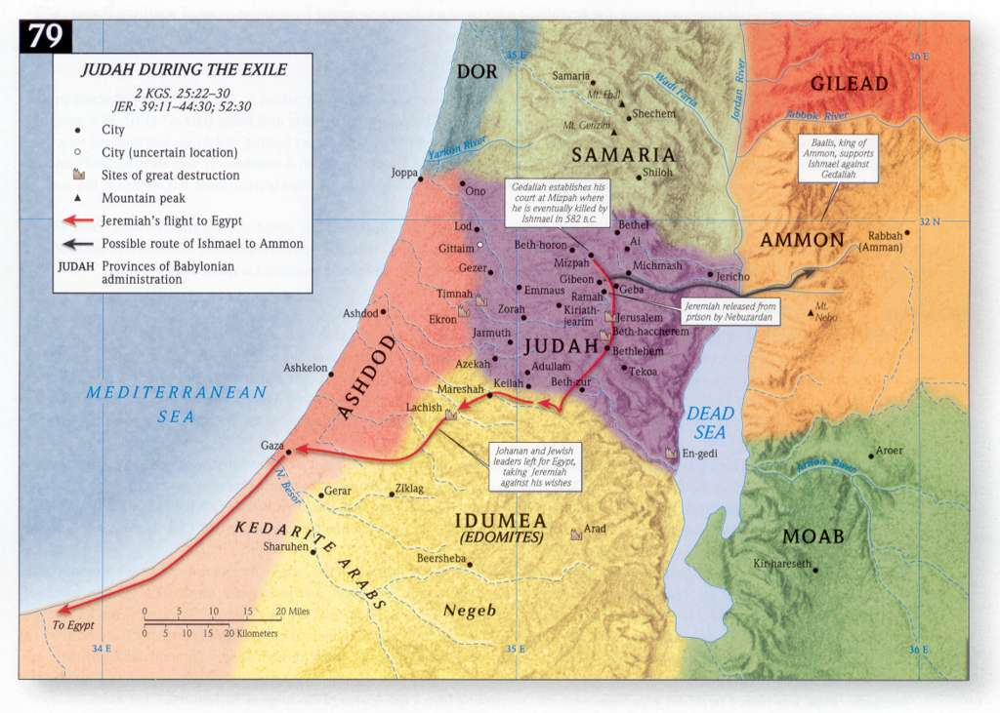 79
JUDAH DURING THE EXILE
2 KGS. 25:22–30
JER. 39:11–44:30; 52:30
City
City (uncertain location)
Sites of great destruction
Mountain peak
Jeremiah's flight to Egypt
Possible route of Ishmael to Ammon
JUDAH Provinces of Babylonian
administration
35 E
36 E
DOR
Samaria
Mt. Ebal
Wadi Faria
Shechem
Mt. Gerizim
Jordan River
GILEAD
Jabbok River
Yarkon River
SAMARIA
Shiloh
Baalis, king of
Ammon, supports
Ishmael against
Gedaliah
Joppa
Ono
Gedaliah establishes his
court at Mizpah where
he is eventually killed by
Ishmael in 582 B.C.
32 N
Lod
Bethel
Gittaim
Beth-horon
Ai
AMMON
Rabbah
(Amman)
Gezer
Mizpah
Michmash
Jericho
Gibeon
Geba
Emmaus
Ramah
Timnah
Ekron
Zorah
Kiriath-
jearim
Jerusalem
Jeremiah released from
prison by Nebuzardan
Mt.
Nebo
Ashdod
Jarmuth
Beth-haccherem
JUDAH
Bethlehem
Azekah
Adullam
Tekoa
Ashkelon
ASHDOD
Keilah
Beth-zur
Mareshah
Lachish
MEDITERRANEAN
SEA
DEAD
SEA
Gaza
Johanan and Jewish
leaders left for Egypt,
taking Jeremiah
against his wishes
En-gedi
Aroer
Arnon River
N. Besor
Gerar
Ziklag
IDUMEA
(EDOMITES)
KEDARITE ARABS
Arad
MOAB
Sharuhen
Beersheba
Kir-hareseth
Negeb
To Egypt
0 5 10 15 20 Miles
0 5 10 15 20 Kilometers
34 E
35 E
36 E